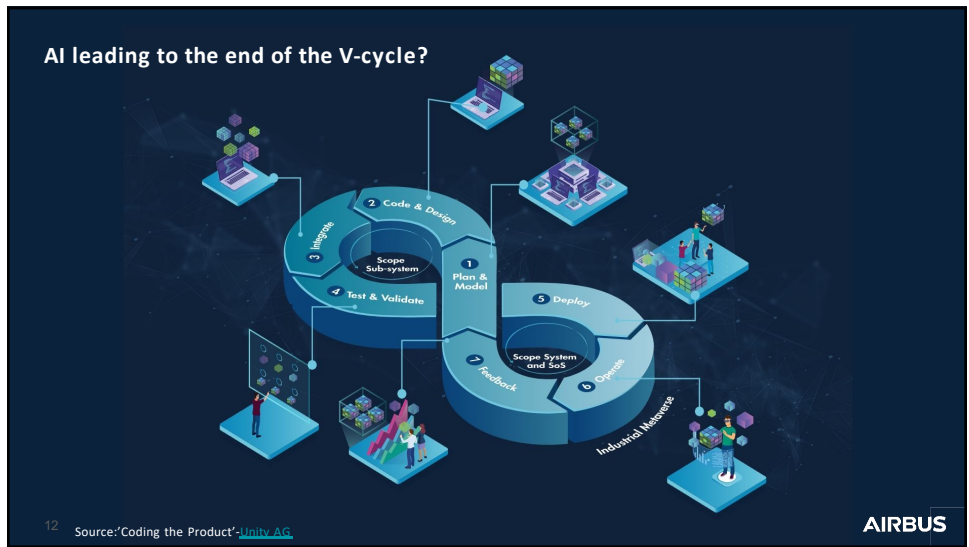 AI leading to the end of the V-cycle?
2 Code & Design
3 Integrate
Scope
Sub-system
1
Plan &
Model
4 Test & Validate
5 Deploy
Scope System
and SoS
7 Feedback
6 Operate
Industrial Metaverse
12
Source:’Coding the Product’-Unity AG
AIRBUS